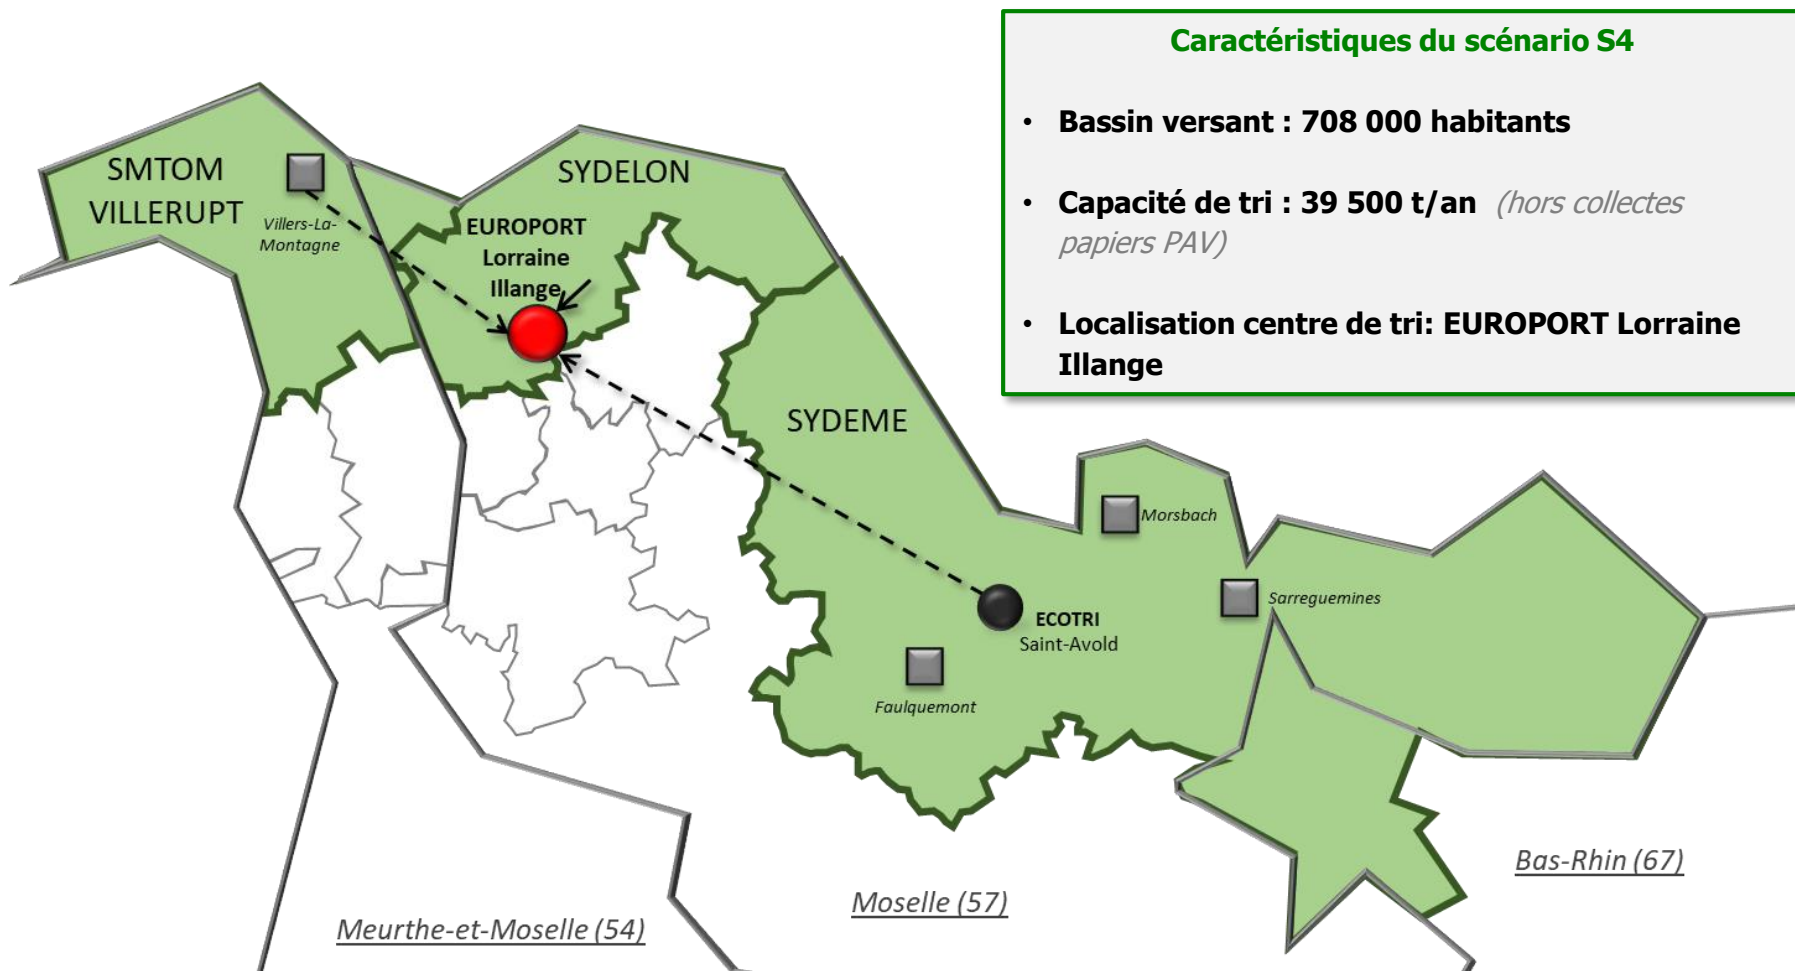 Caractéristiques du scénario S4
• Bassin versant : 708 000 habitants
• Capacité de tri : 39 500 t/an (hors collectes
papiers PAV)
• Localisation centre de tri: EUROPORT Lorraine
Illange
SMTOM
VILLERUPT
Villers-La-
Montagne
SYDELON
EUROPORT
Lorraine
Illange
SYDEME
Morsbach
Sarreguemines
ECOTRI
Saint-Avold
Faulquemont
Bas-Rhin (67)
Moselle (57)
Meurthe-et-Moselle (54)